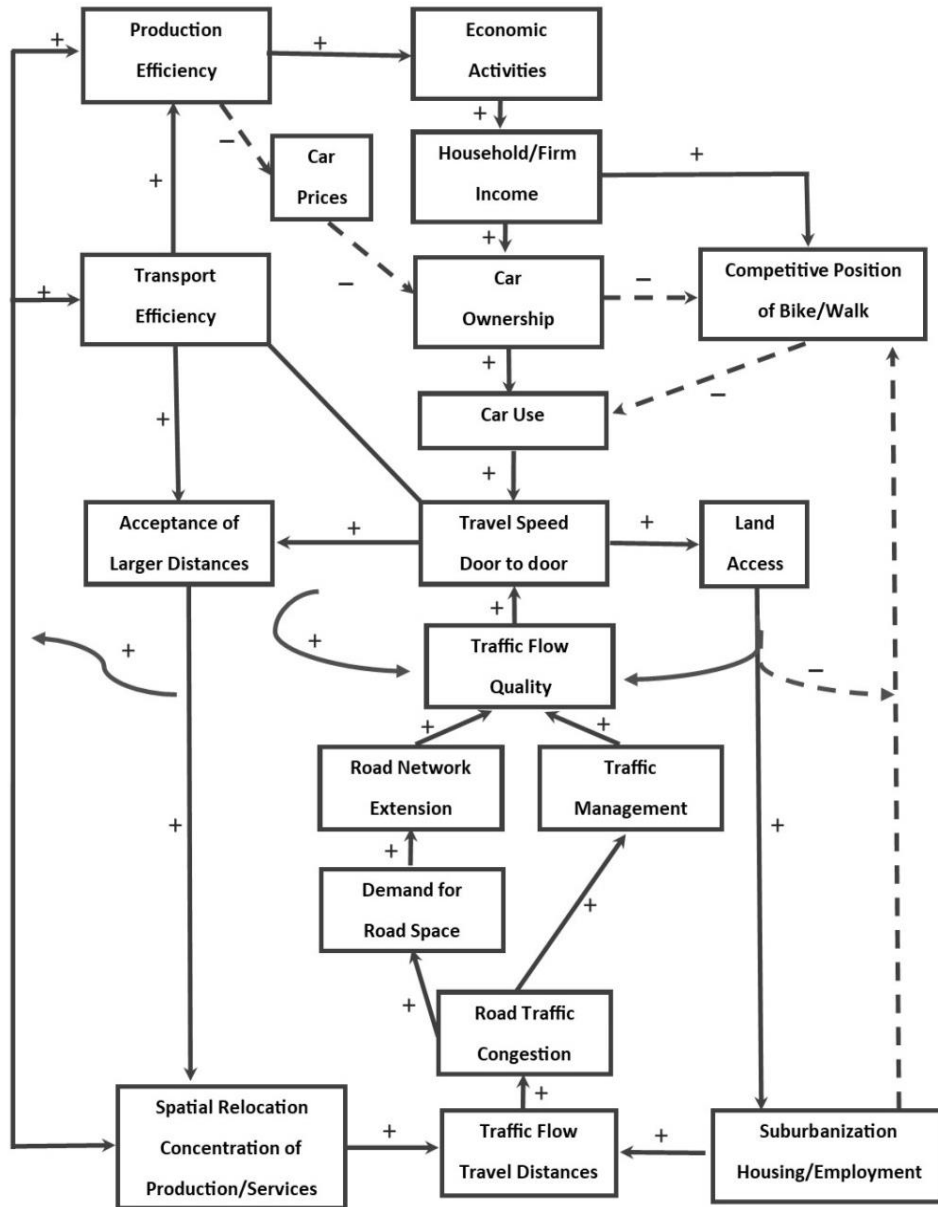 Production
Efficiency
+
+
Economic
Activities
+
−
Car
Prices
Household/Firm
Income
+
+
+
−
Transport
Efficiency
+
Car
Ownership
−
Competitive Position
of Bike/Walk
+
+
Car Use
−
+
Acceptance of
Larger Distances
+
Travel Speed
Door to door
+
Land
Access
+
+
+
Traffic Flow
Quality
−
+
+
Road Network
Extension
Traffic
Management
+
+
+
Demand for
Road Space
+
+
Road Traffic
Congestion
+
Spatial Relocation
Concentration of
Production/Services
+
Traffic Flow
Travel Distances
+
Suburbanization
Housing/Employment